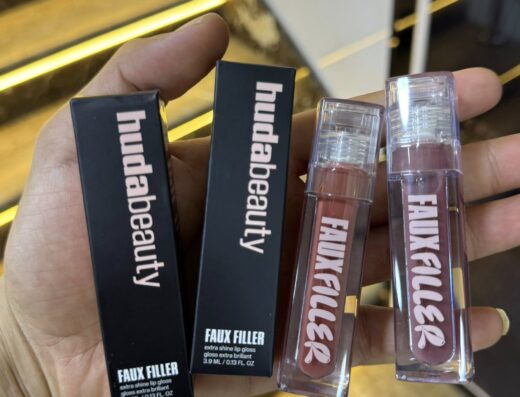 hudabeauty
FAUX FILLER
extra shine lip gloss
gloss extra brillant
hudabeauty
FAUX FILLER
extra shine lip gloss
gloss extra brillant
3.9 ML / 0.13 FL. OZ
FAUX FILLER
FAUX FILLER